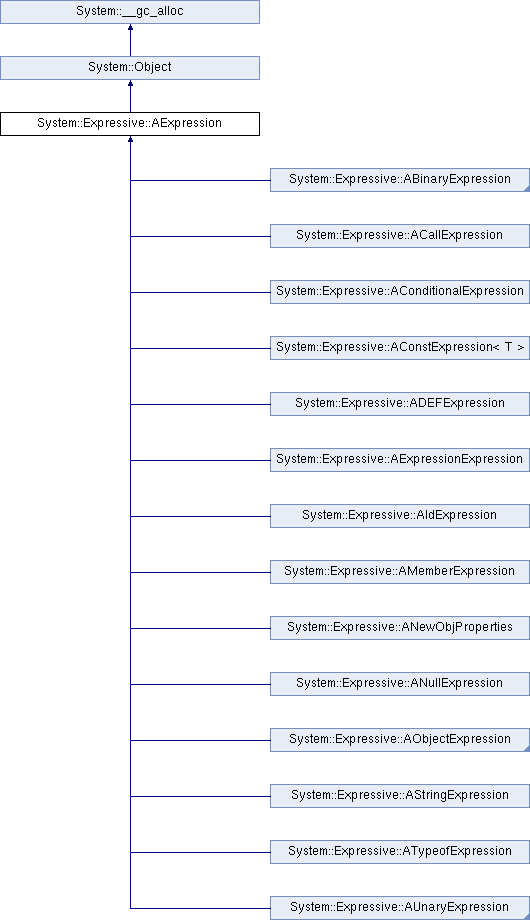 System::__gc_alloc
System::Object
System::Expressive::AExpression
System::Expressive::ABinaryExpression
System::Expressive::ACallExpression
System::Expressive::AConditionalExpression
System::Expressive::AConstExpression< T >
System::Expressive::ADEFExpression
System::Expressive::AExpressionExpression
System::Expressive::AIdExpression
System::Expressive::AMemberExpression
System::Expressive::ANewObjProperties
System::Expressive::ANullExpression
System::Expressive::AObjectExpression
System::Expressive::AStringExpression
System::Expressive::ATypeofExpression
System::Expressive::AUnaryExpression